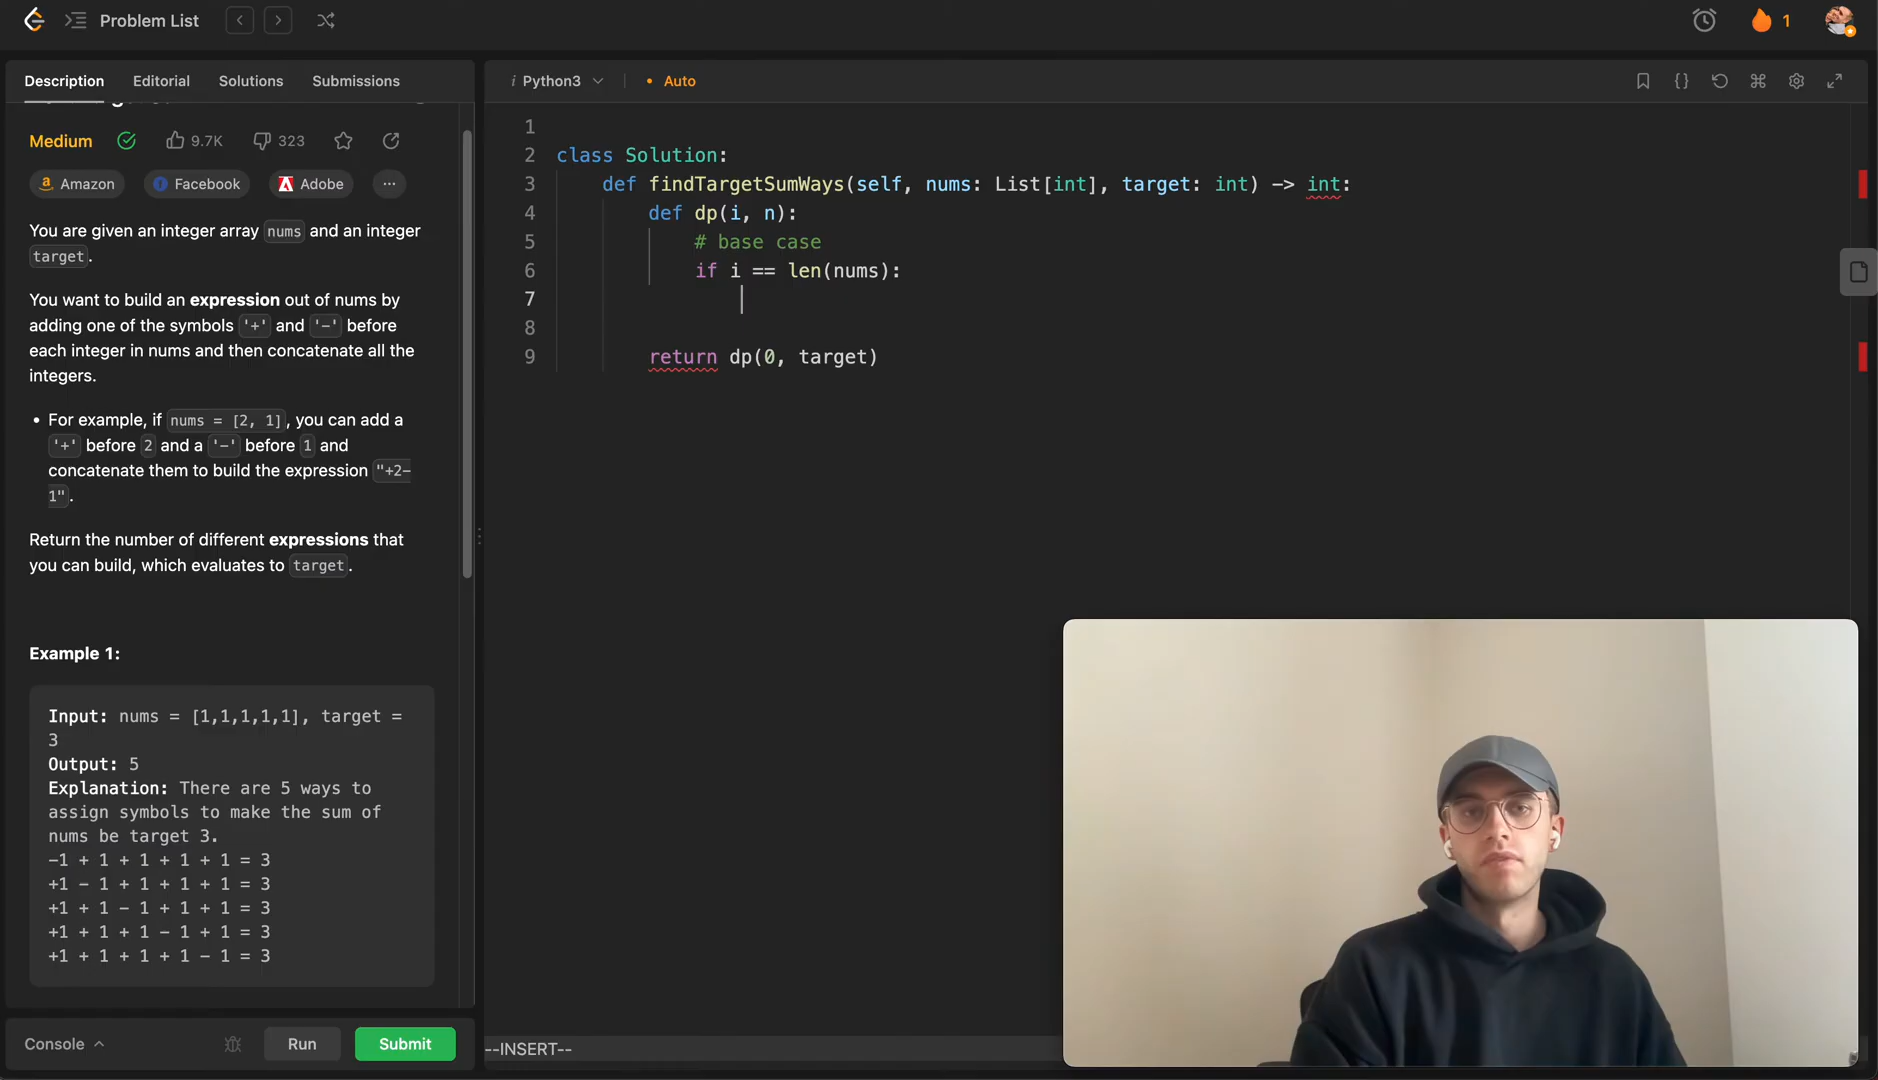 Problem List
1
Description
Editorial
Solutions
Submissions
Python3
Auto
Medium
9.7K
323
Amazon
Facebook
Adobe
You are given an integer array nums and an integer
target.
You want to build an expression out of nums by
adding one of the symbols '+' and '-' before
each integer in nums and then concatenate all the
integers.
• For example, if nums = [2, 1], you can add a
'+' before 2 and a '-' before 1 and
concatenate them to build the expression "+2-
1".
Return the number of different expressions that
you can build, which evaluates to target.
Example 1:
Input: nums = [1,1,1,1,1], target =
3
Output: 5
Explanation: There are 5 ways to
assign symbols to make the sum of
nums be target 3.
-1 + 1 + 1 + 1 + 1 = 3
+1 - 1 + 1 + 1 + 1 = 3
+1 + 1 - 1 + 1 + 1 = 3
+1 + 1 + 1 - 1 + 1 = 3
+1 + 1 + 1 + 1 - 1 = 3
Console
Run
Submit
1
2 class Solution:
3 def findTargetSumWays(self, nums: List[int], target: int) -> int:
4 def dp(i, n):
5 # base case
6 if i == len(nums):
7
8
9 return dp(0, target)
--INSERT--